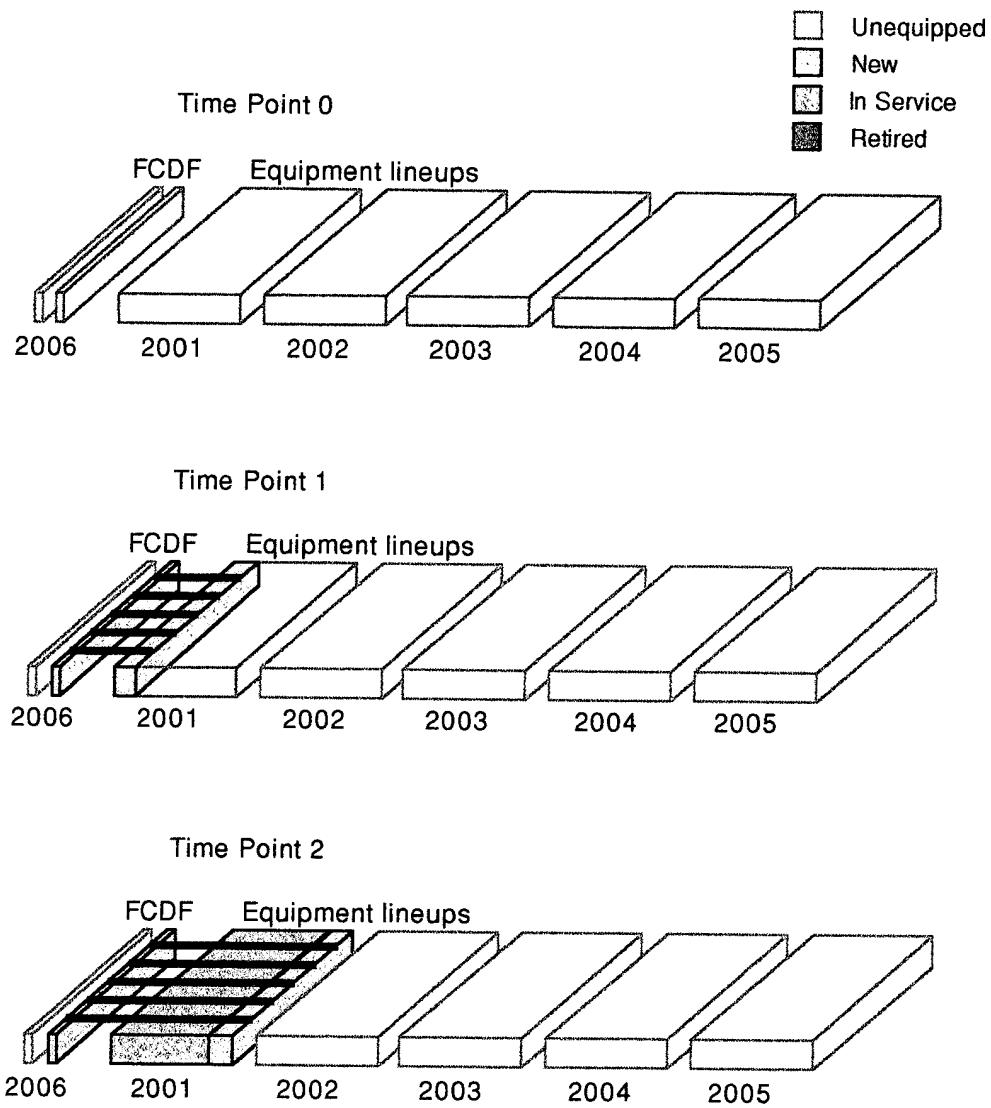 Unequipped
New
In Service
Retired
Time Point 0
FCDF Equipment lineups
2006 2001 2002 2003 2004 2005
Time Point 1
FCDF Equipment lineups
2006 2001 2002 2003 2004 2005
Time Point 2
FCDF Equipment lineups
2006 2001 2002 2003 2004 2005